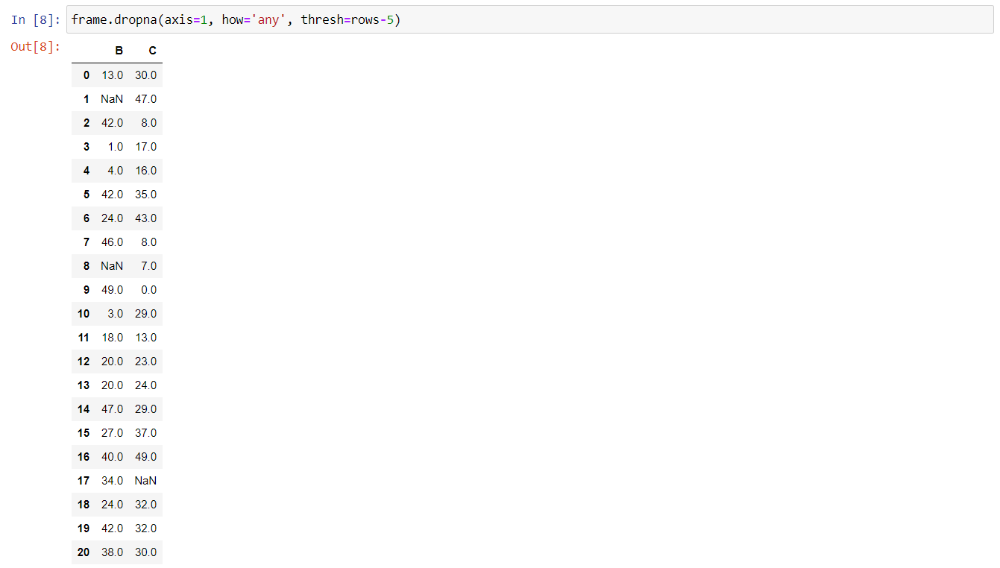 In [8]: frame.dropna(axis=1, how='any', thresh=rows-5)
Out[8]:
B C
0 13.0 30.0
1 NaN 47.0
2 42.0 8.0
3 1.0 17.0
4 4.0 16.0
5 42.0 35.0
6 24.0 43.0
7 46.0 8.0
8 NaN 7.0
9 49.0 0.0
10 3.0 29.0
11 18.0 13.0
12 20.0 23.0
13 20.0 24.0
14 47.0 29.0
15 27.0 37.0
16 40.0 49.0
17 34.0 NaN
18 24.0 32.0
19 42.0 32.0
20 38.0 30.0